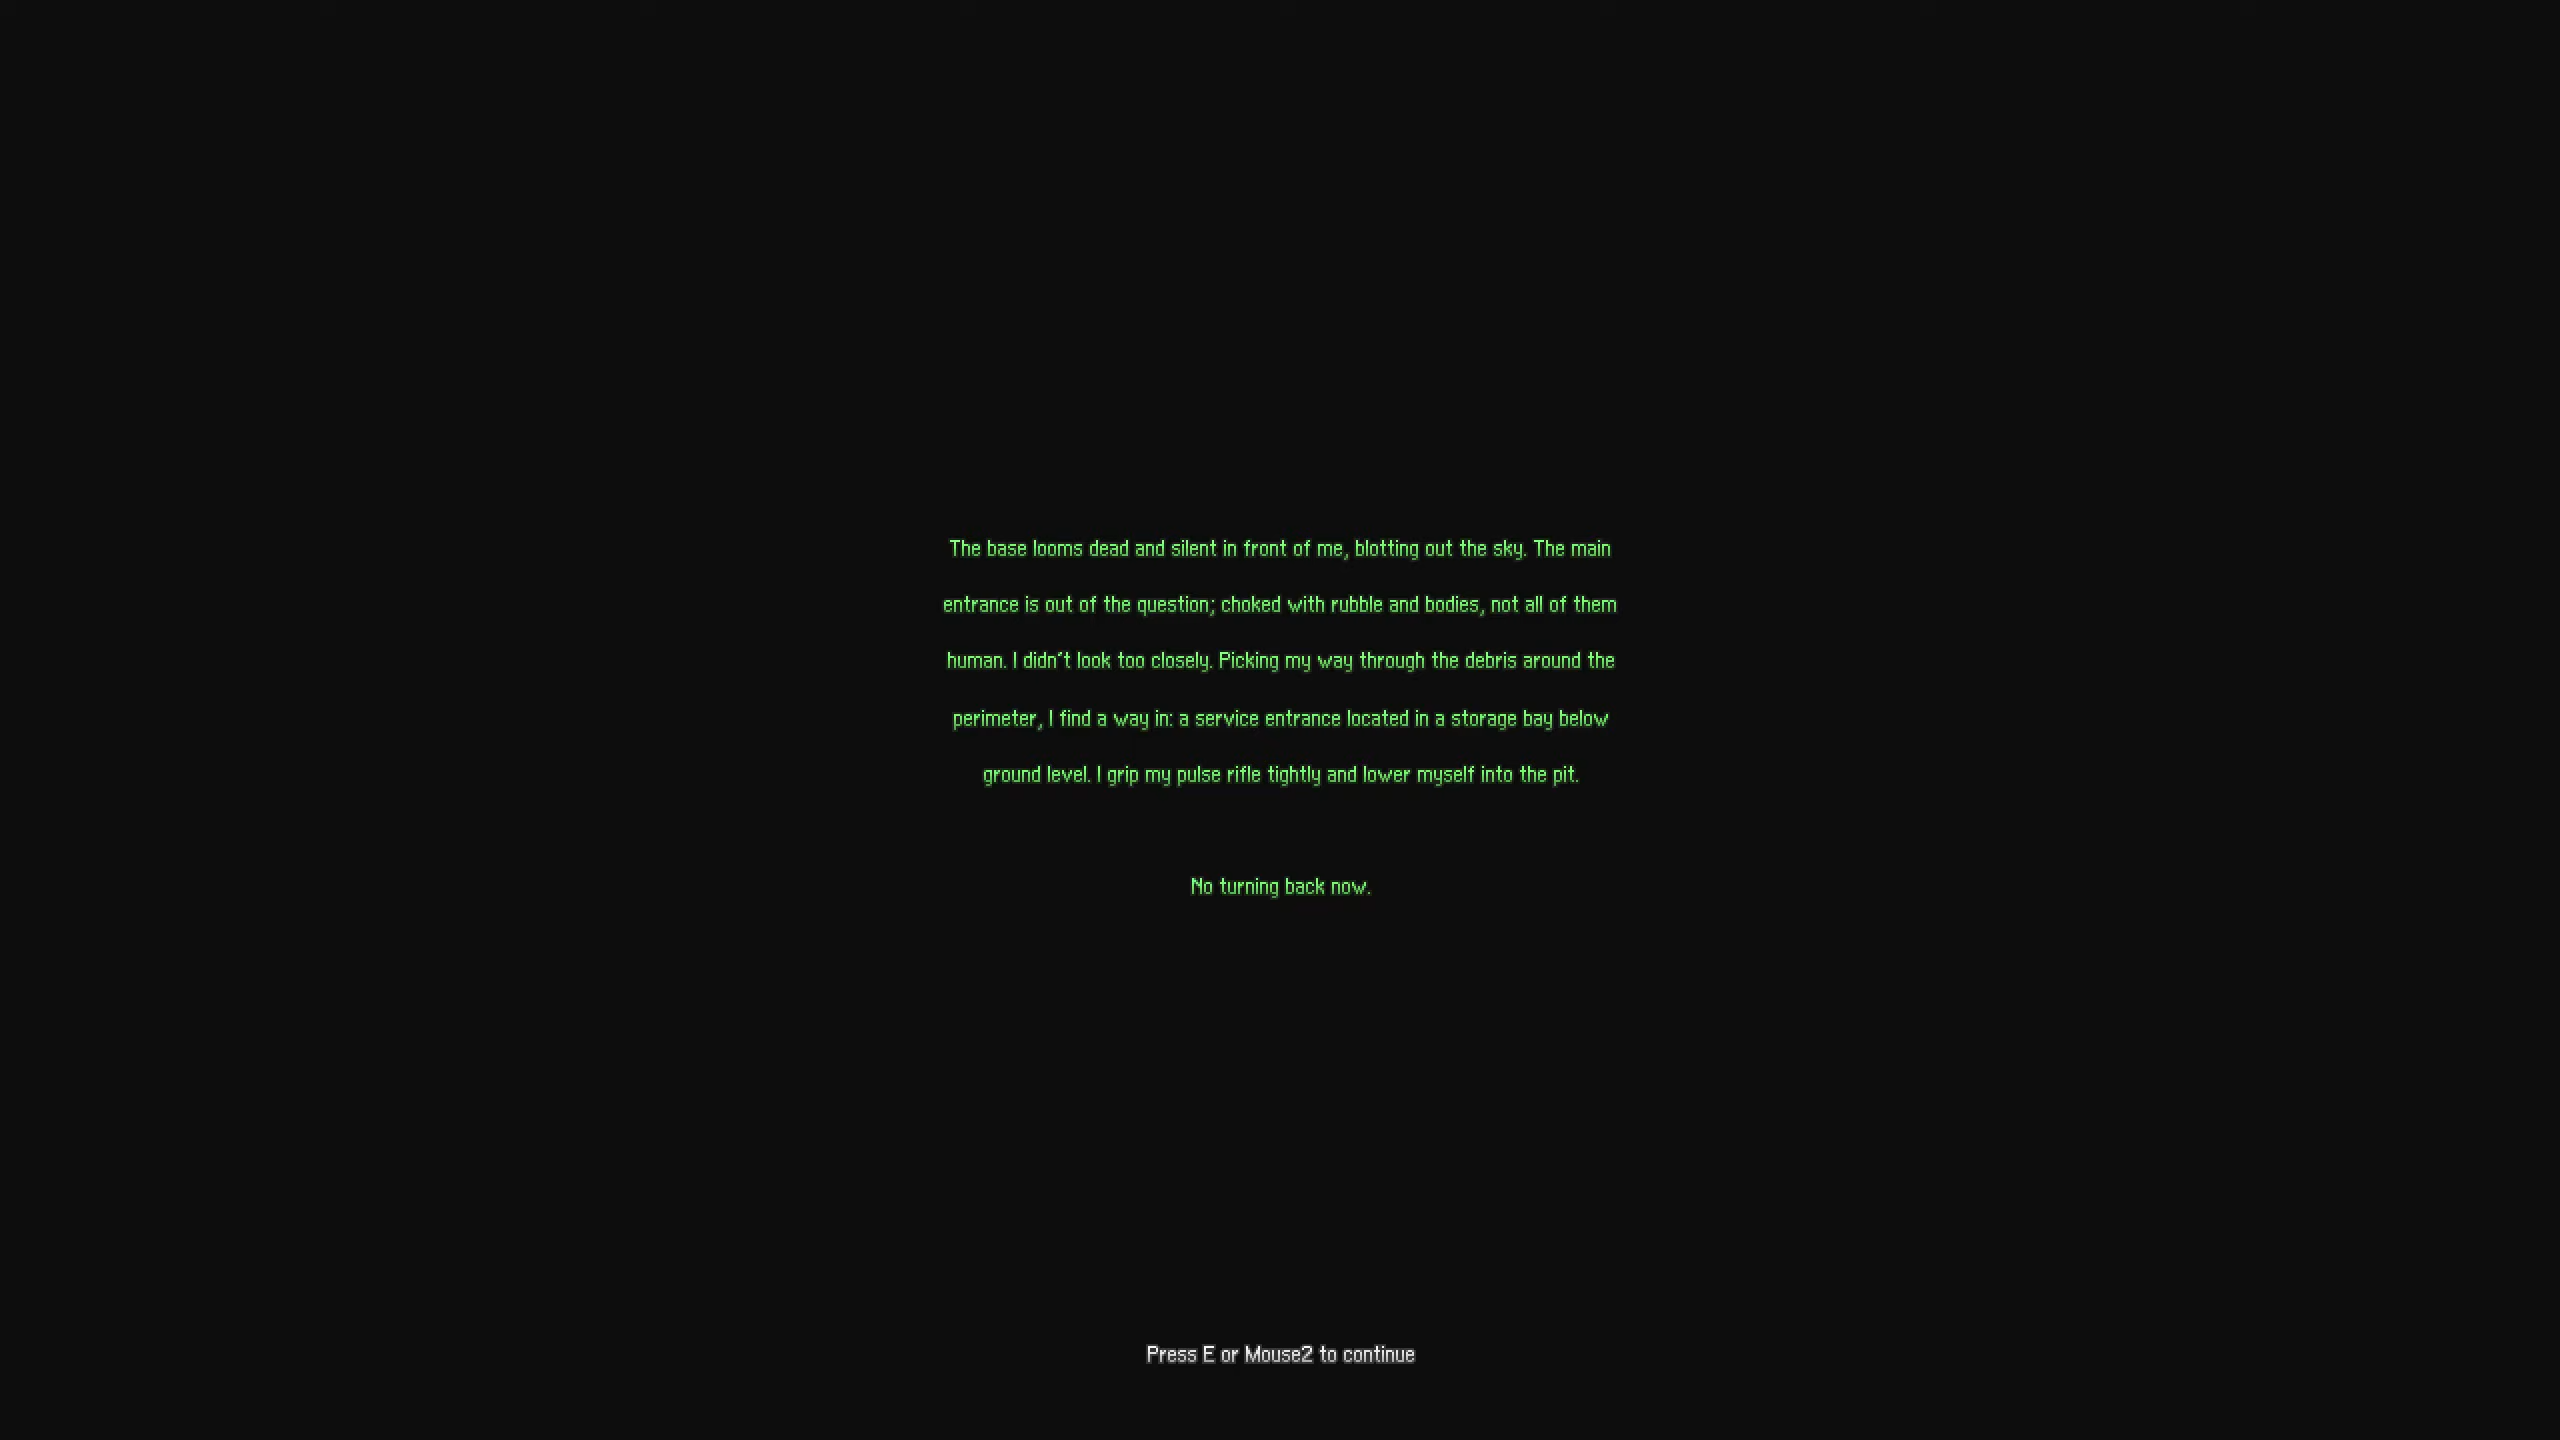 The base looms dead and silent in front of me, blotting out the sky. The main
entrance is out of the question; choked with rubble and bodies, not all of them
human. I didn't look too closely. Picking my way through the debris around the
perimeter, I find a way in: a service entrance located in a storage bay below
ground level. I grip my pulse rifle tightly and lower myself into the pit.
No turning back now.
Press E or Mouse2 to continue